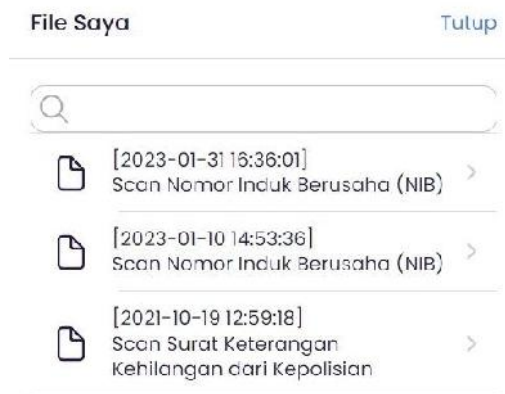 File Saya
Tutup
[2023-01-31 16:36:01]
Scan Nomor Induk Berusaha (NIB)
[2023-01-10 14:53:36]
Scan Nomor Induk Berusaha (NIB)
[2021-10-19 12:59:18]
Scan Surat Keterangan
Kehilangan dari Kepolisian